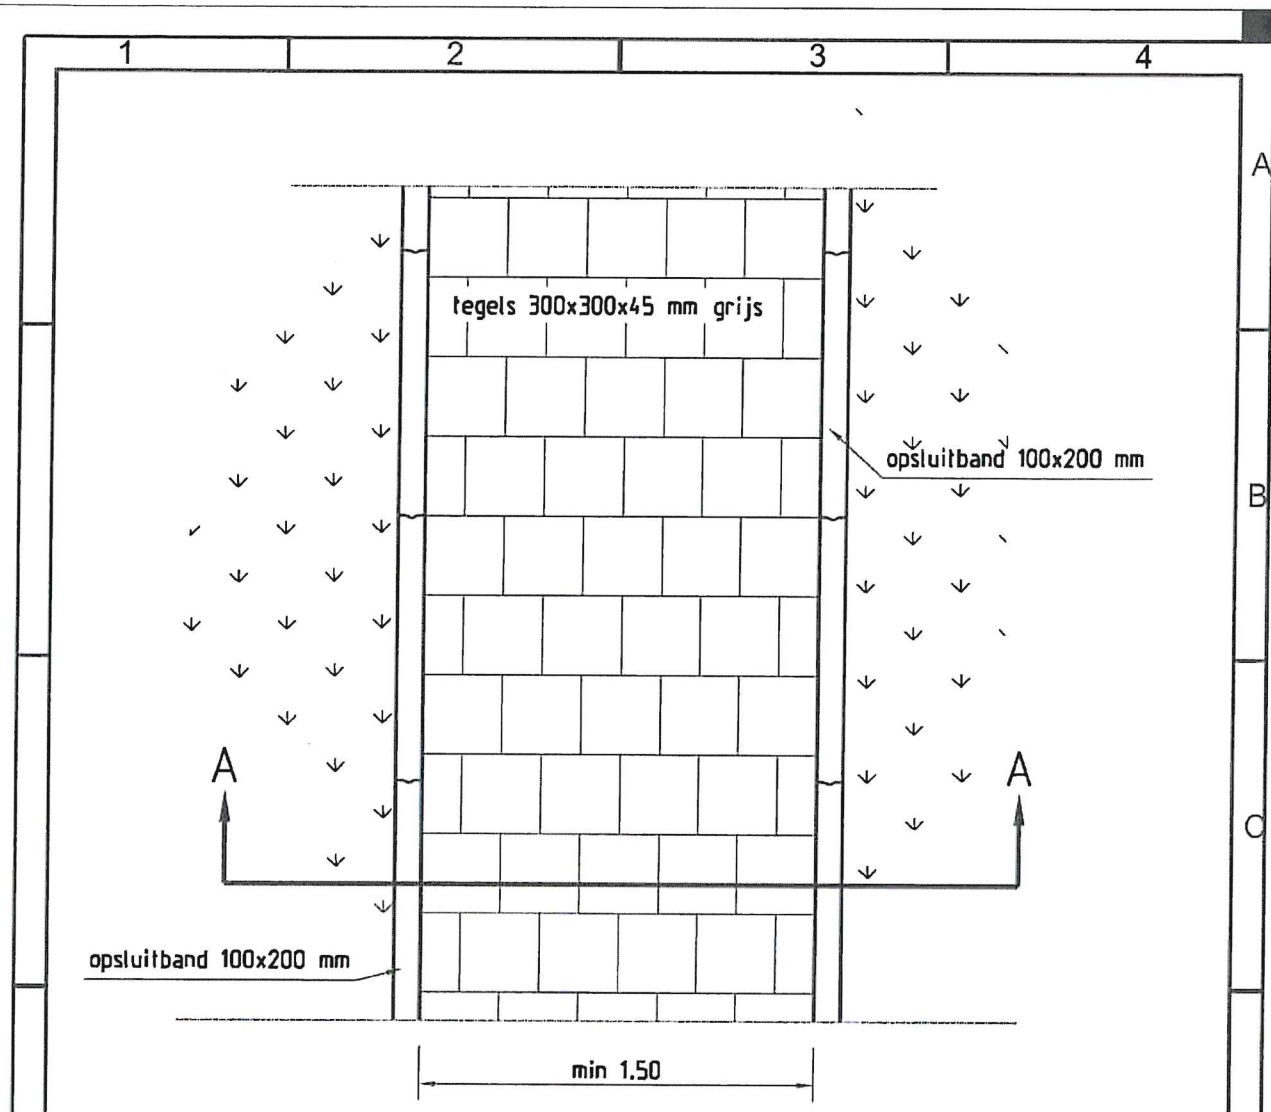 1 2 3 4
A
tegels 300x300x45 mm grijs
opsluitband 100x200 mm
B
A A
C
opsluitband 100x200 mm
min 1.50